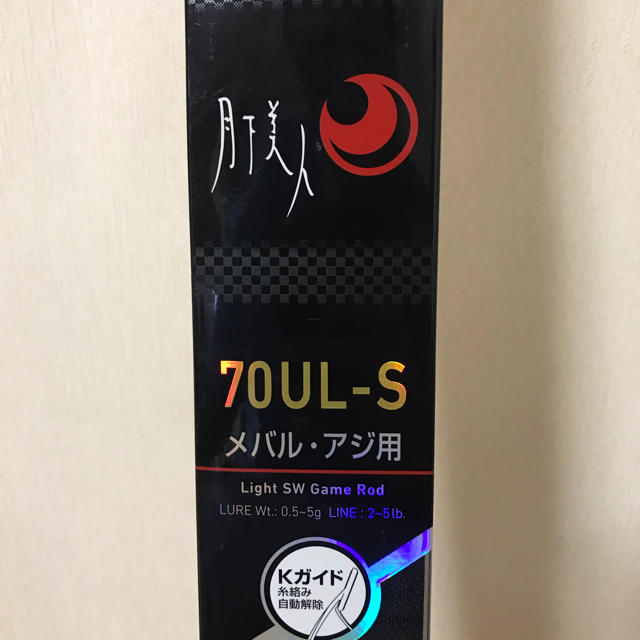 月下美人
70UL-S
メバル・アジ用
Light SW Game Rod
LURE Wt.: 0.5~5g LINE: 2~5lb.
Kガイド
糸絡み
自動解除